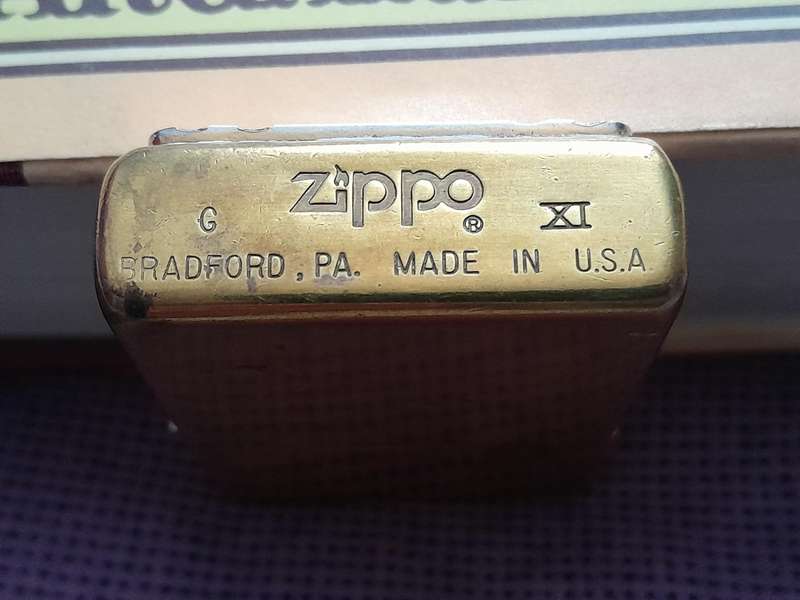 zippo®
G XI
BRADFORD, PA. MADE IN U.S.A